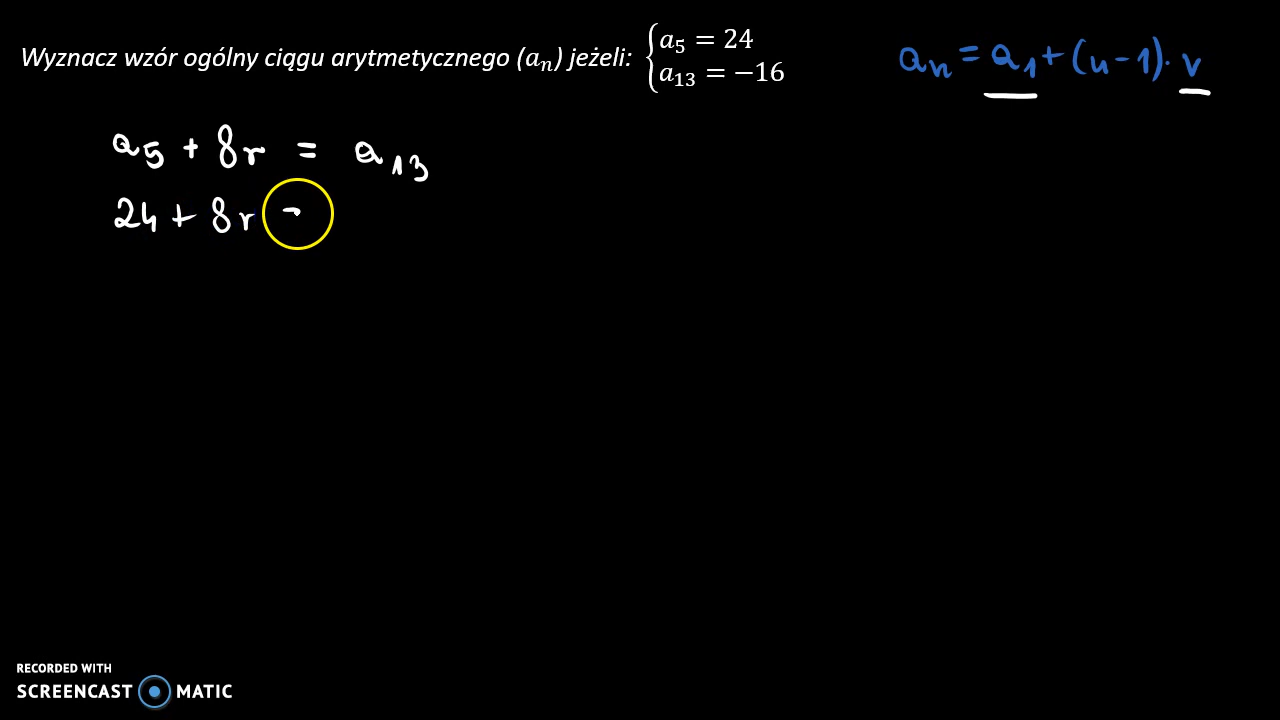 Wyznacz wzór ogólny ciągu arytmetycznego (aₙ) jeżeli: {a₅ = 24
a₁₃ = −16
aₙ = a₁ + (n − 1) · r
a₅ + 8r = a₁₃
24 + 8r =
RECORDED WITH
SCREENCAST MATIC